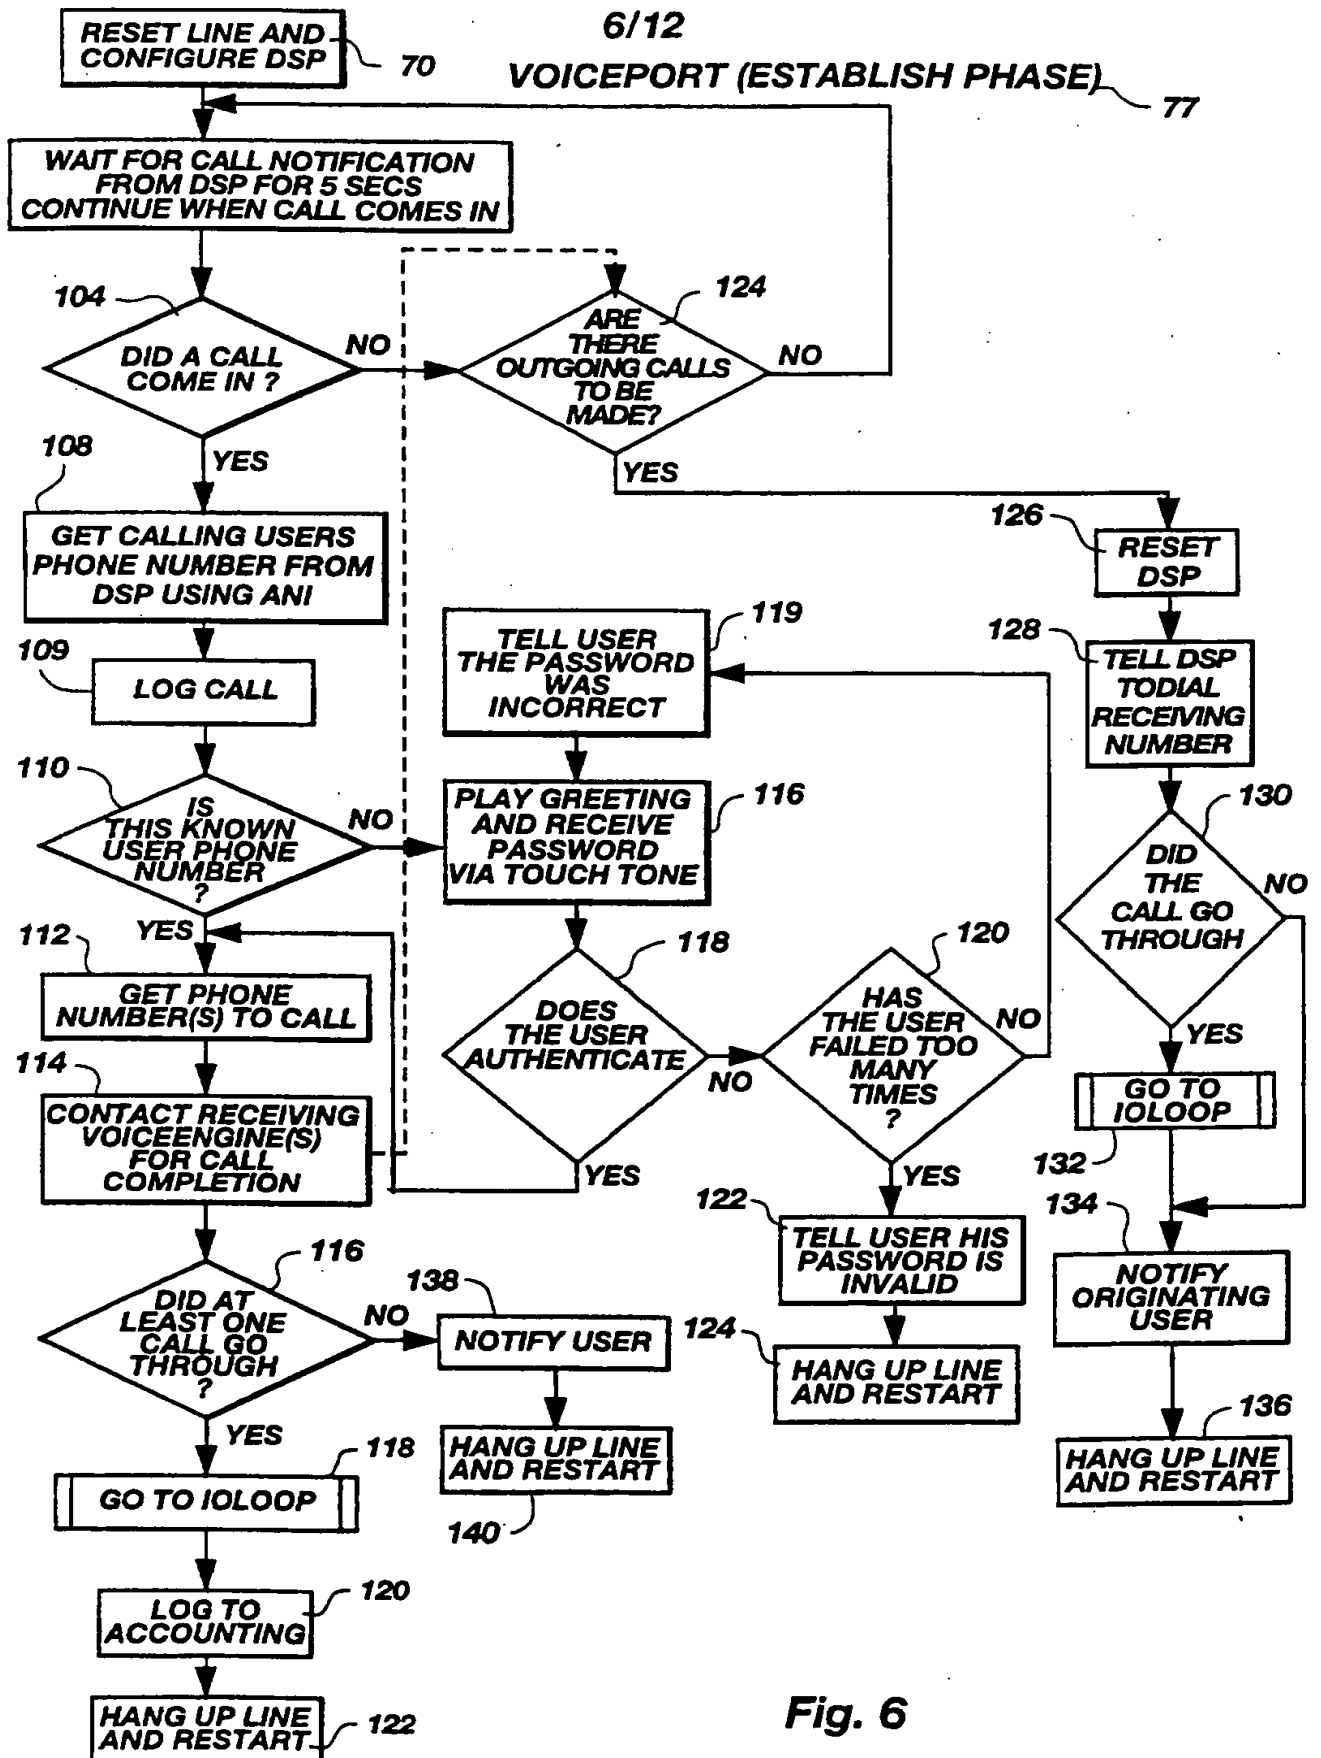 6/12
VOICEPORT (ESTABLISH PHASE)
77
RESET LINE AND
CONFIGURE DSP
70
WAIT FOR CALL NOTIFICATION
FROM DSP FOR 5 SECS
CONTINUE WHEN CALL COMES IN
104
DID A CALL
COME IN ?
NO
YES
124
ARE
THERE
OUTGOING CALLS
TO BE
MADE?
NO
YES
108
GET CALLING USERS
PHONE NUMBER FROM
DSP USING ANI
109
LOG CALL
110
IS
THIS KNOWN
USER PHONE
NUMBER
?
NO
YES
112
GET PHONE
NUMBER(S) TO CALL
114
CONTACT RECEIVING
VOICEENGINE(S)
FOR CALL
COMPLETION
116
DID AT
LEAST ONE
CALL GO
THROUGH
?
NO
YES
118
GO TO IOLOOP
120
LOG TO
ACCOUNTING
HANG UP LINE
AND RESTART
122
138
NOTIFY USER
HANG UP LINE
AND RESTART
140
119
TELL USER
THE PASSWORD
WAS
INCORRECT
116
PLAY GREETING
AND RECEIVE
PASSWORD
VIA TOUCH TONE
118
DOES
THE USER
AUTHENTICATE
NO
YES
120
HAS
THE USER
FAILED TOO
MANY
TIMES
?
NO
YES
122
TELL USER HIS
PASSWORD IS
INVALID
124
HANG UP LINE
AND RESTART
126
RESET
DSP
128
TELL DSP
TODIAL
RECEIVING
NUMBER
130
DID
THE
CALL GO
THROUGH
NO
YES
GO TO
IOLOOP
132
134
NOTIFY
ORIGINATING
USER
136
HANG UP LINE
AND RESTART
Fig. 6